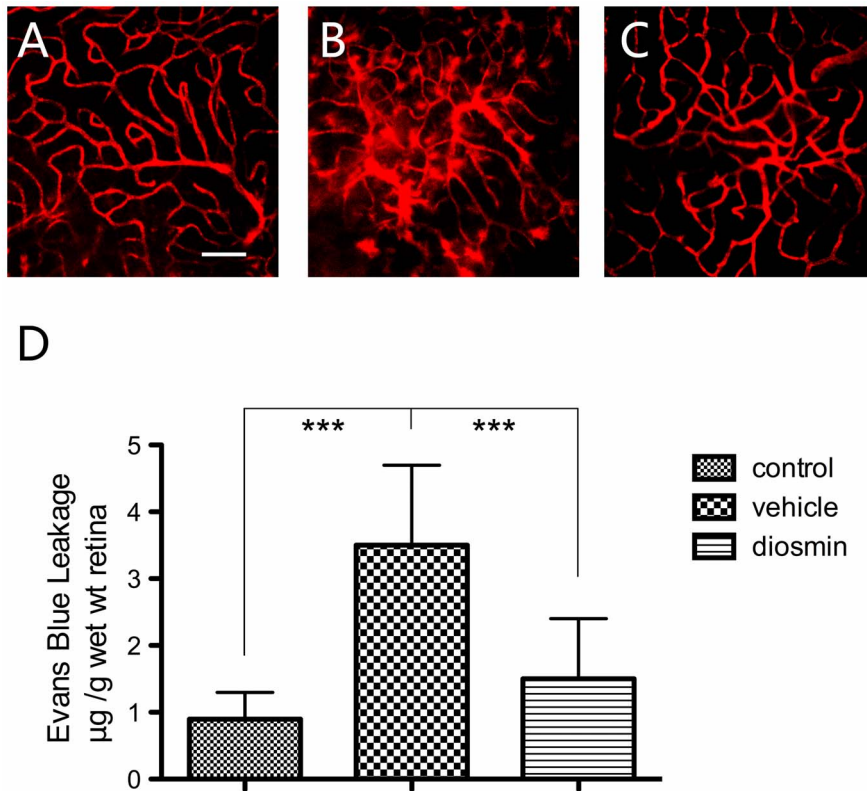 A
B
C
D
***
***
5
4
3
2
1
0
Evans Blue Leakage
µg /g wet wt retina
control
vehicle
diosmin